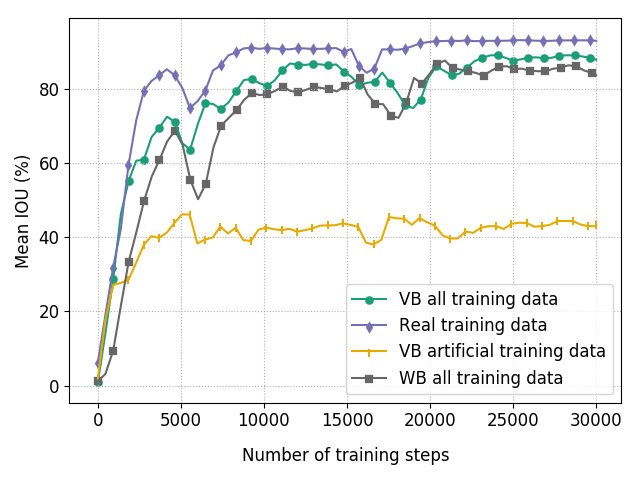 80
60
40
20
0
Mean IOU (%)
0 5000 10000 15000 20000 25000 30000
Number of training steps
VB all training data
Real training data
VB artificial training data
WB all training data